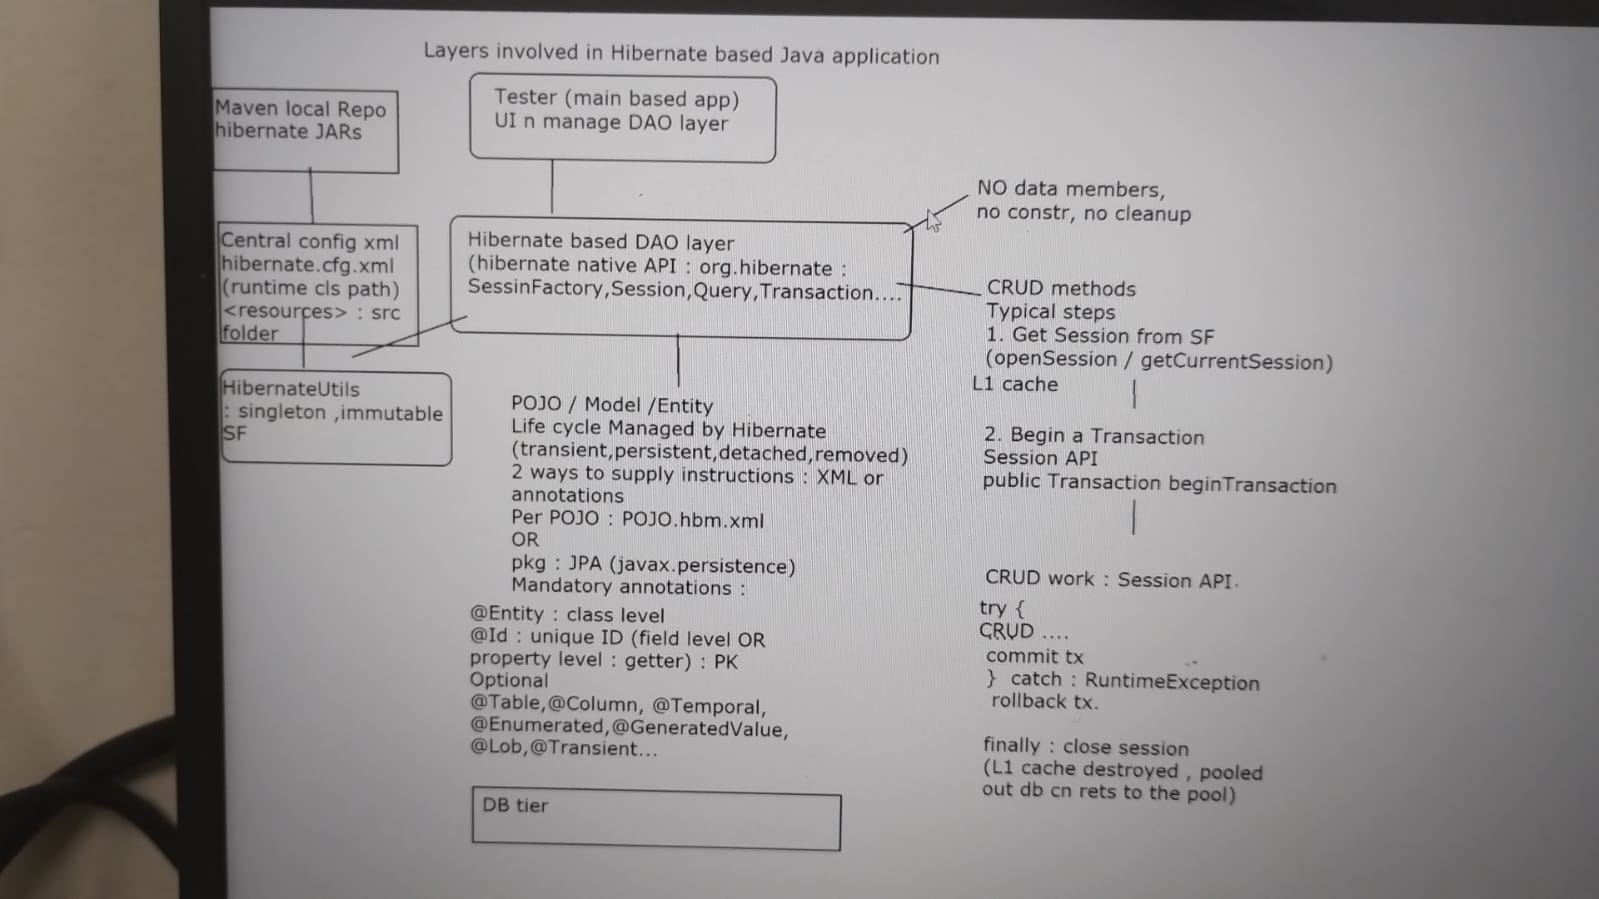 Layers involved in Hibernate based Java application
Maven local Repo
hibernate JARs
Tester (main based app)
UI n manage DAO layer
NO data members,
no constr, no cleanup
Central config xml
hibernate.cfg.xml
(runtime cls path)
<resources> : src
folder
Hibernate based DAO layer
(hibernate native API : org.hibernate :
SessinFactory,Session,Query,Transaction....
HibernateUtils
: singleton ,immutable
SF
CRUD methods
Typical steps
1. Get Session from SF
(openSession / getCurrentSession)
L1 cache
2. Begin a Transaction
Session API
public Transaction beginTransaction
CRUD work : Session API.
try {
CRUD ....
commit tx
} catch : RuntimeException
rollback tx.
finally : close session
(L1 cache destroyed , pooled
out db cn rets to the pool)
POJO / Model /Entity
Life cycle Managed by Hibernate
(transient,persistent,detached,removed)
2 ways to supply instructions : XML or
annotations
Per POJO : POJO.hbm.xml
OR
pkg : JPA (javax.persistence)
Mandatory annotations :
@Entity : class level
@Id : unique ID (field level OR
property level : getter) : PK
Optional
@Table,@Column, @Temporal,
@Enumerated,@GeneratedValue,
@Lob,@Transient...
DB tier